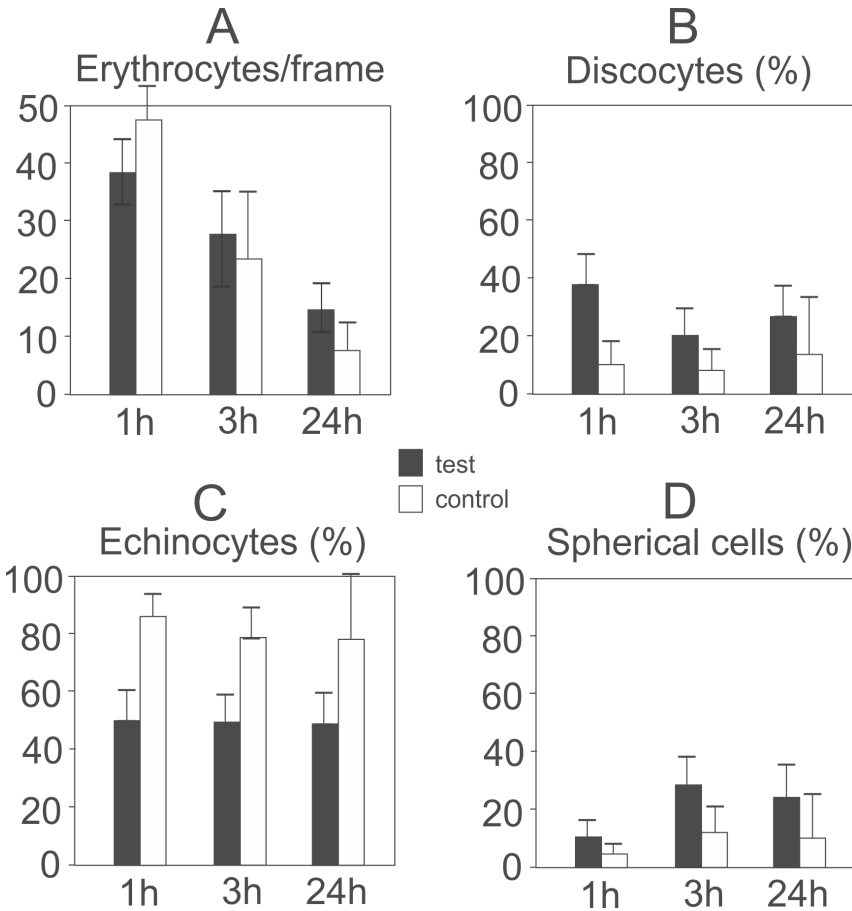 A
Erythrocytes/frame
50
40
30
20
10
0
1h 3h 24h
B
Discocytes (%)
100
80
60
40
20
0
1h 3h 24h
test
control
C
Echinocytes (%)
100
80
60
40
20
0
1h 3h 24h
D
Spherical cells (%)
100
80
60
40
20
0
1h 3h 24h